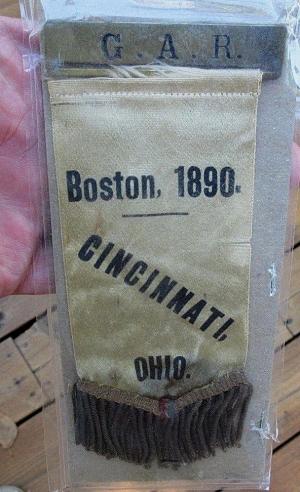 G. A. R.
Boston, 1890.
CINCINNATI,
OHIO.